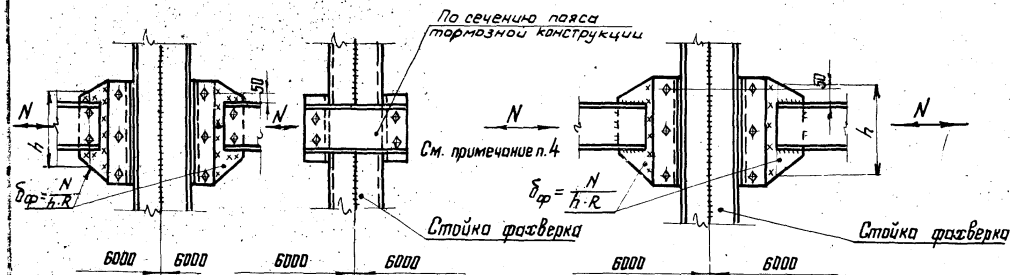 По сечению пояса
тормозной конструкции
50
50
N
N
N
N
h
h
См. примечание п.4
δф = N / h·R
δф = N / h·R
Стойка фахверка
Стойка фахверка
6000 6000 6000 6000 6000 6000